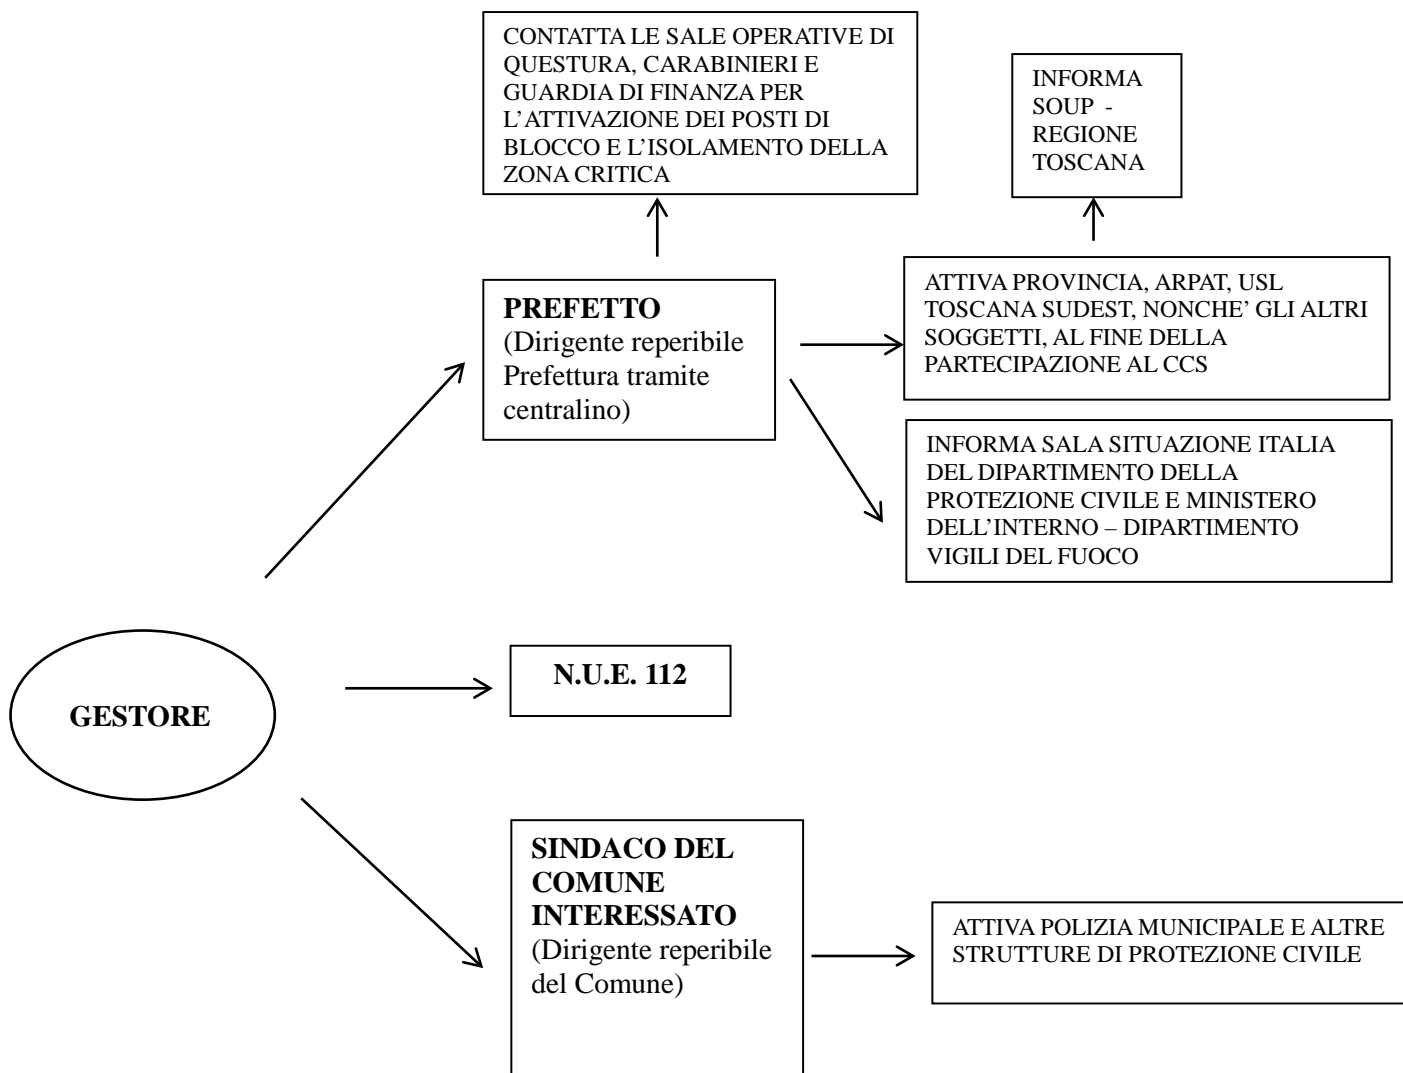 CONTATTA LE SALE OPERATIVE DI
QUESTURA, CARABINIERI E
GUARDIA DI FINANZA PER
L'ATTIVAZIONE DEI POSTI DI
BLOCCO E L'ISOLAMENTO DELLA
ZONA CRITICA
INFORMA
SOUP -
REGIONE
TOSCANA
PREFETTO
(Dirigente reperibile
Prefettura tramite
centralino)
ATTIVA PROVINCIA, ARPAT, USL
TOSCANA SUDEST, NONCHE' GLI ALTRI
SOGGETTI, AL FINE DELLA
PARTECIPAZIONE AL CCS
INFORMA SALA SITUAZIONE ITALIA
DEL DIPARTIMENTO DELLA
PROTEZIONE CIVILE E MINISTERO
DELL'INTERNO – DIPARTIMENTO
VIGILI DEL FUOCO
N.U.E. 112
GESTORE
SINDACO DEL
COMUNE
INTERESSATO
(Dirigente reperibile
del Comune)
ATTIVA POLIZIA MUNICIPALE E ALTRE
STRUTTURE DI PROTEZIONE CIVILE